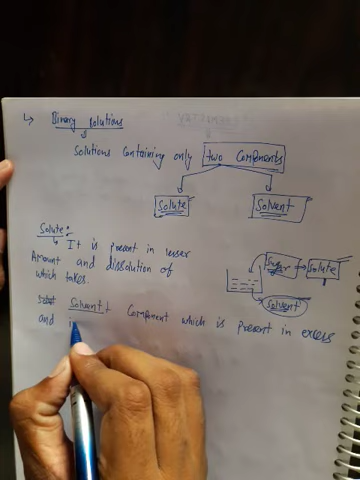 ↳ Binary solutions
Solutions containing only two components
Solute Solvent
Solute:-
↳ It is present in lesser
Amount and dissolution of
which takes.
Sugar → Solute
Solvent
Solvent Component which is present in excess
and